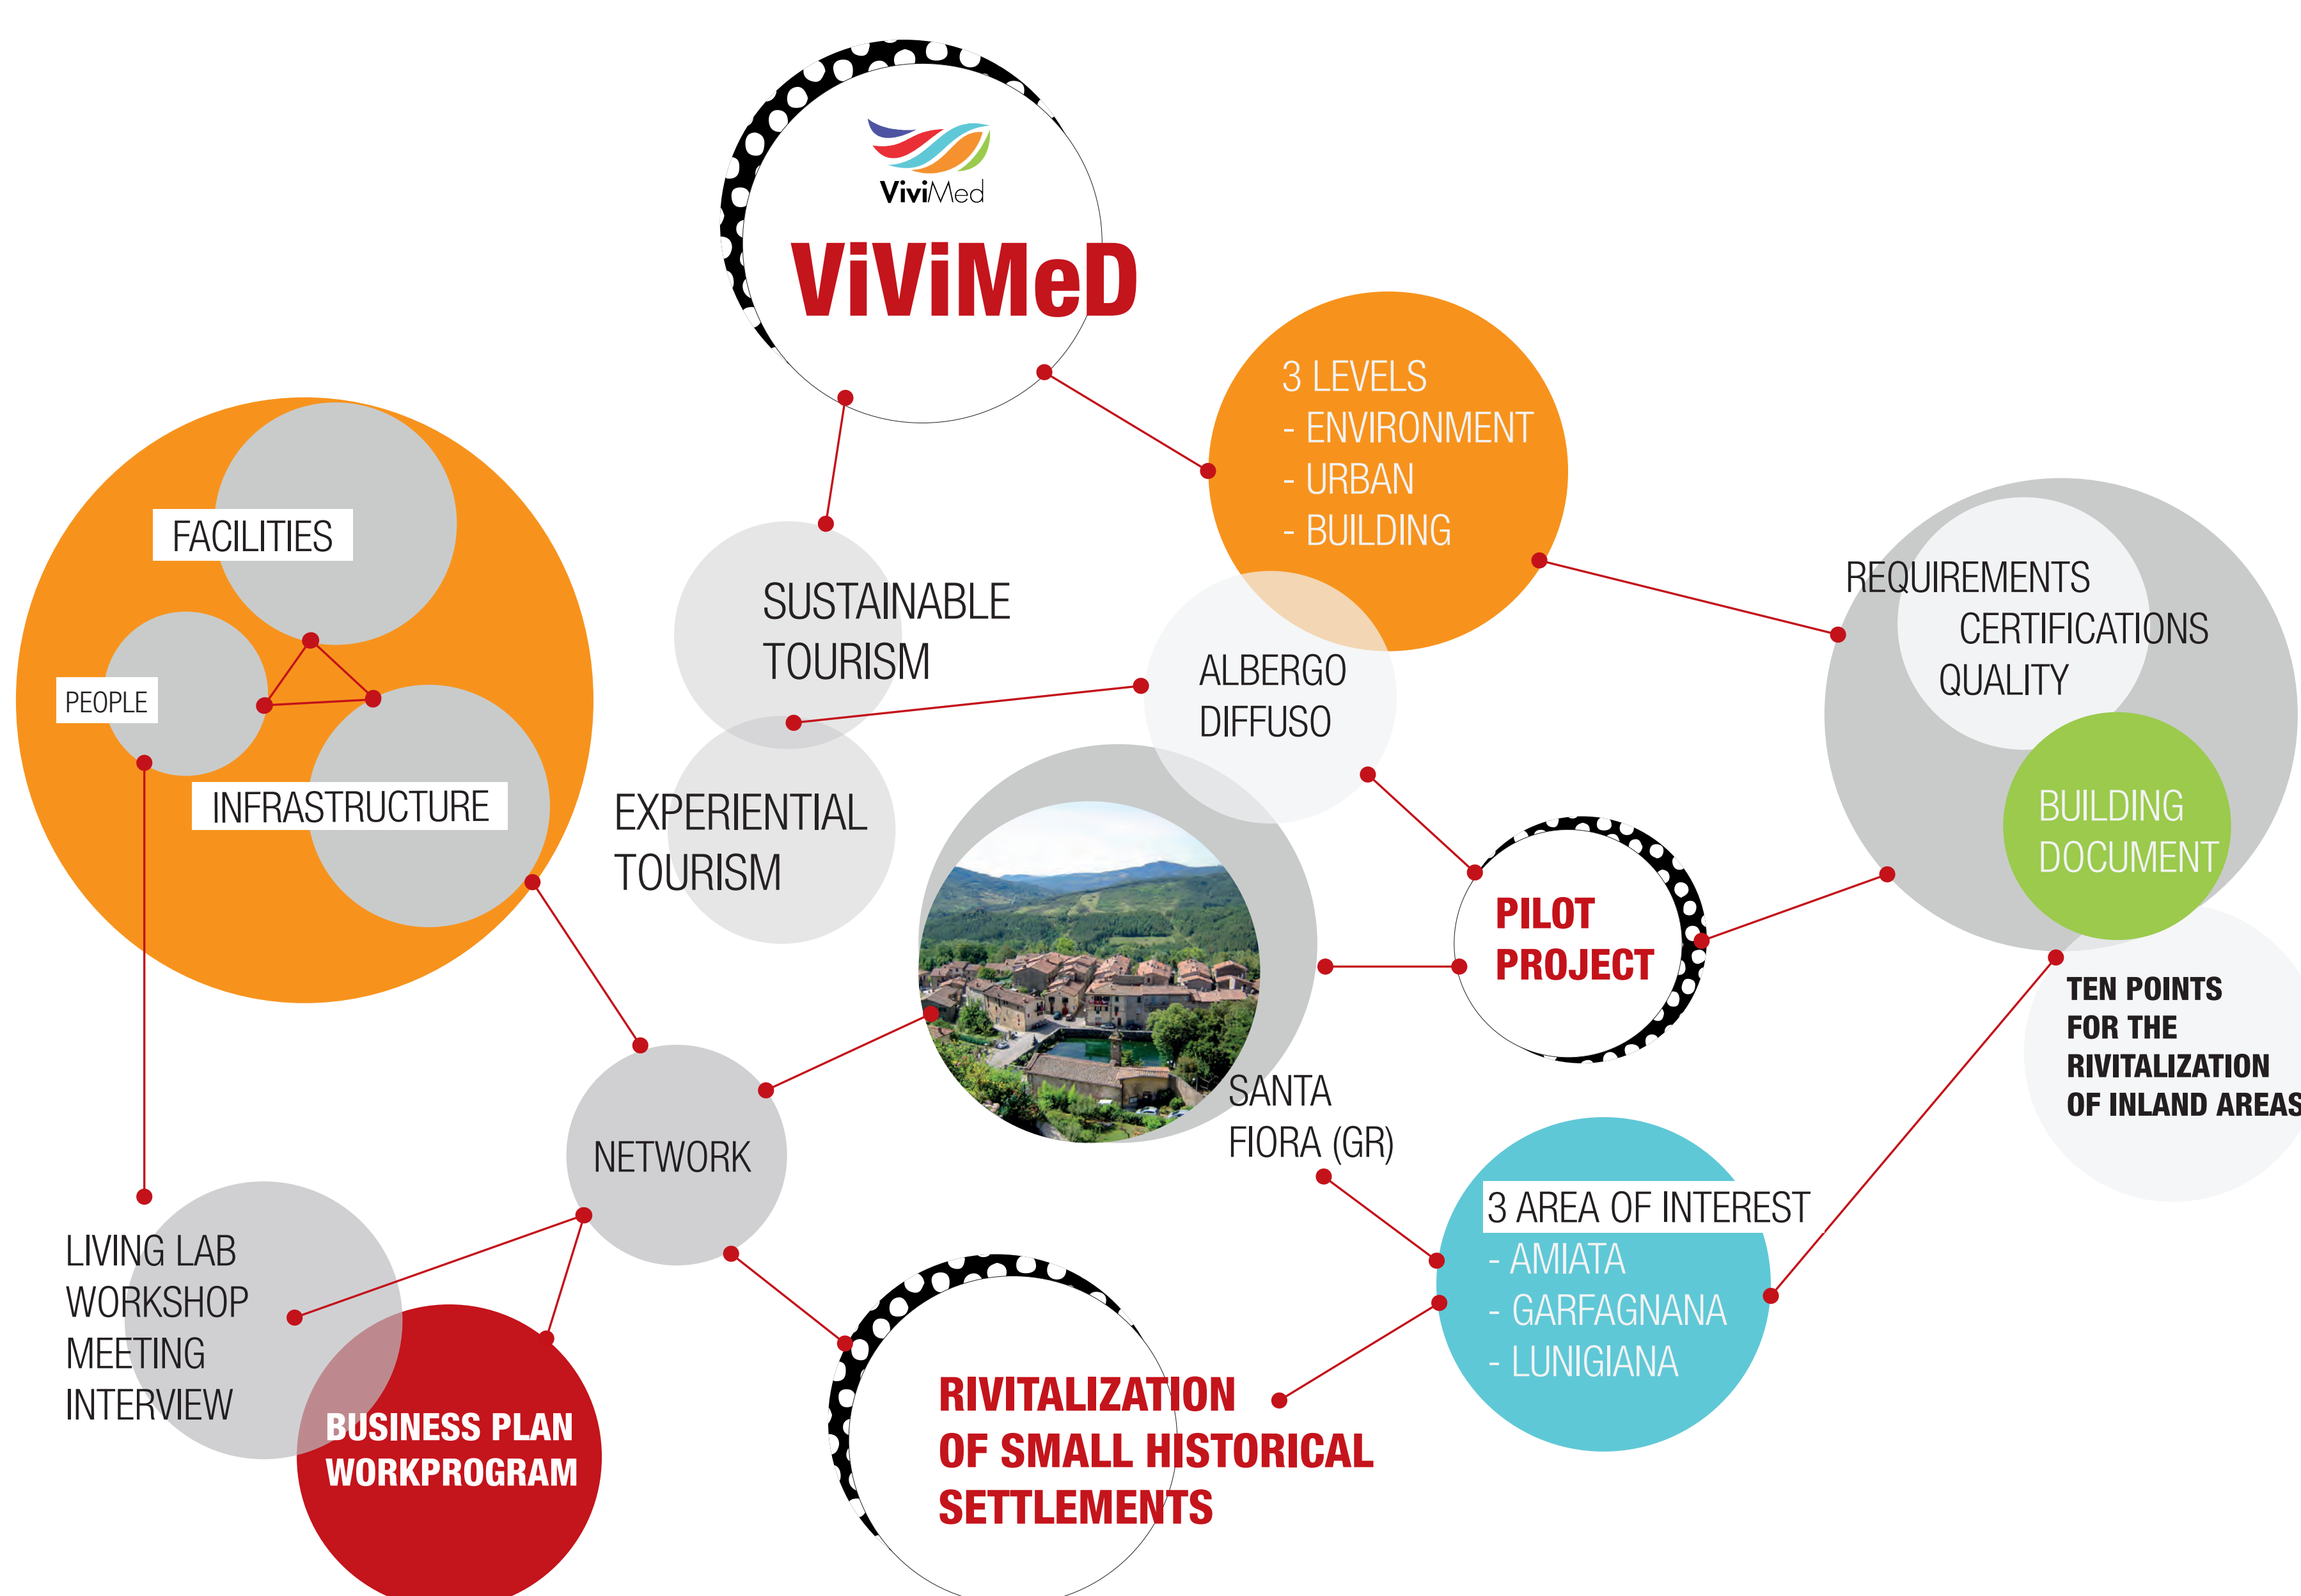 ViviMed
ViViMeD
3 LEVELS
- ENVIRONMENT
- URBAN
- BUILDING
FACILITIES
PEOPLE
INFRASTRUCTURE
SUSTAINABLE
TOURISM
EXPERIENTIAL
TOURISM
ALBERGO
DIFFUSO
REQUIREMENTS
CERTIFICATIONS
QUALITY
BUILDING
DOCUMENT
PILOT
PROJECT
TEN POINTS
FOR THE
RIVITALIZATION
OF INLAND AREAS
SANTA
FIORA (GR)
NETWORK
3 AREA OF INTEREST
- AMIATA
- GARFAGNANA
- LUNIGIANA
LIVING LAB
WORKSHOP
MEETING
INTERVIEW
BUSINESS PLAN
WORKPROGRAM
RIVITALIZATION
OF SMALL HISTORICAL
SETTLEMENTS